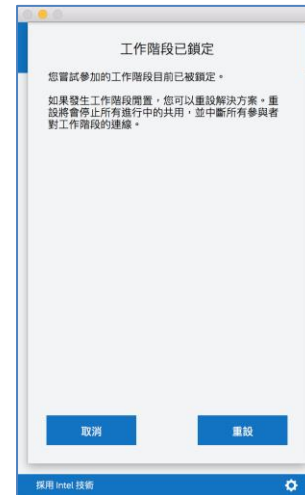 工作階段已鎖定
您嘗試參加的工作階段目前已被鎖定。
如果發生工作階段閒置，您可以重設解決方案。重
設將會停止所有進行中的共用，並中斷所有參與者
對工作階段的連線。
取消
重設
採用 Intel 技術